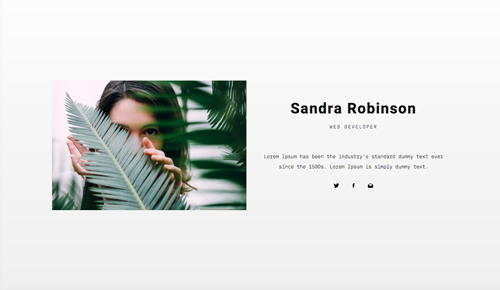 Sandra Robinson
WEB DEVELOPER
Lorem Ipsum has been the industry's standard dummy text ever
since the 1500s. Lorem Ipsum is simply dummy text.